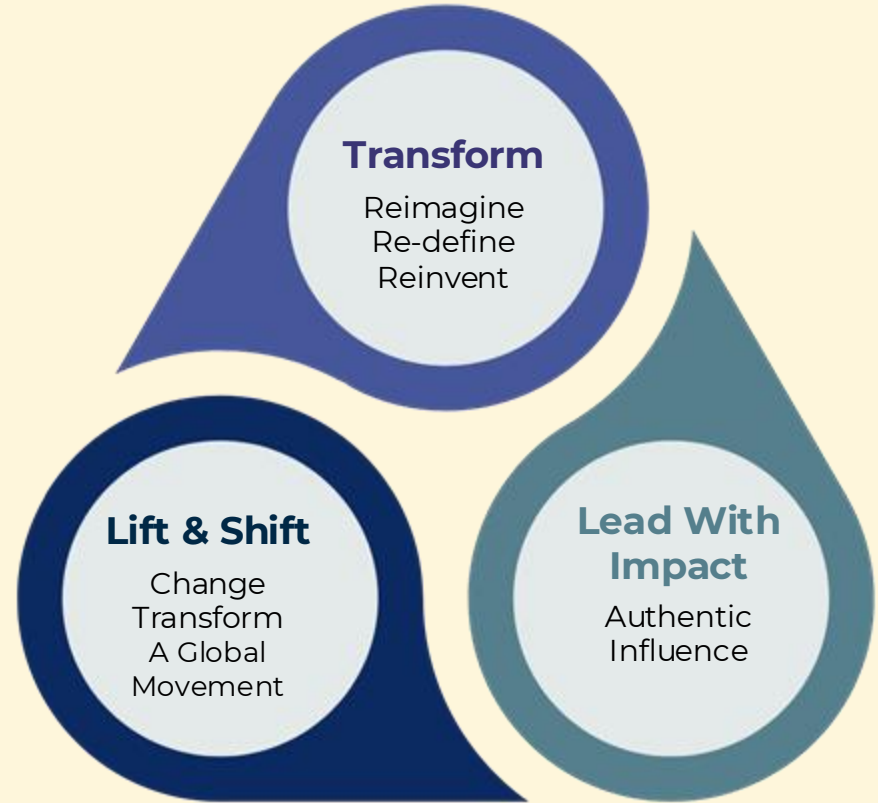 Transform
Reimagine
Re-define
Reinvent
Lift & Shift
Change
Transform
A Global
Movement
Lead With
Impact
Authentic
Influence